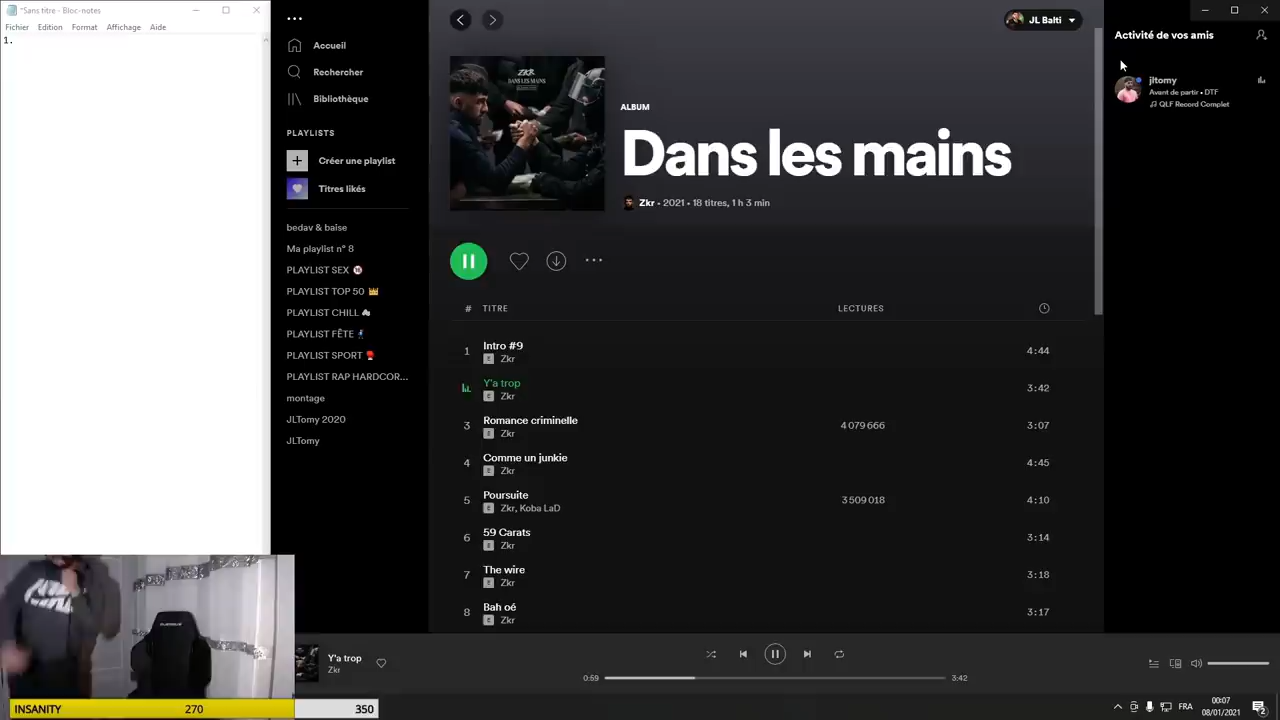 *Sans titre - Bloc-notes
Fichier Edition Format Affichage Aide
1.
Accueil
Rechercher
Bibliothèque
PLAYLISTS
Créer une playlist
Titres likés
bedav & baise
Ma playlist n° 8
PLAYLIST SEX 🔞
PLAYLIST TOP 50 👑
PLAYLIST CHILL
PLAYLIST FÊTE
PLAYLIST SPORT
PLAYLIST RAP HARDCOR...
montage
JLTomy 2020
JLTomy
JL Balti
ZKR
DANS LES MAINS
ALBUM
Dans les mains
Zkr • 2021 • 18 titres, 1 h 3 min
# TITRE LECTURES
1 Intro #9 4:44
E Zkr
Y'a trop 3:42
E Zkr
3 Romance criminelle 4 079 666 3:07
E Zkr
4 Comme un junkie 4:45
E Zkr
5 Poursuite 3 509 018 4:10
E Zkr, Koba LaD
6 59 Carats 3:14
E Zkr
7 The wire 3:18
E Zkr
8 Bah oé 3:17
E Zkr
Activité de vos amis
jltomy
Avant de partir • DTF
QLF Record Complet
Y'a trop
Zkr
0:59 3:42
INSANITY 270 350
FRA
00:07
08/01/2021
2